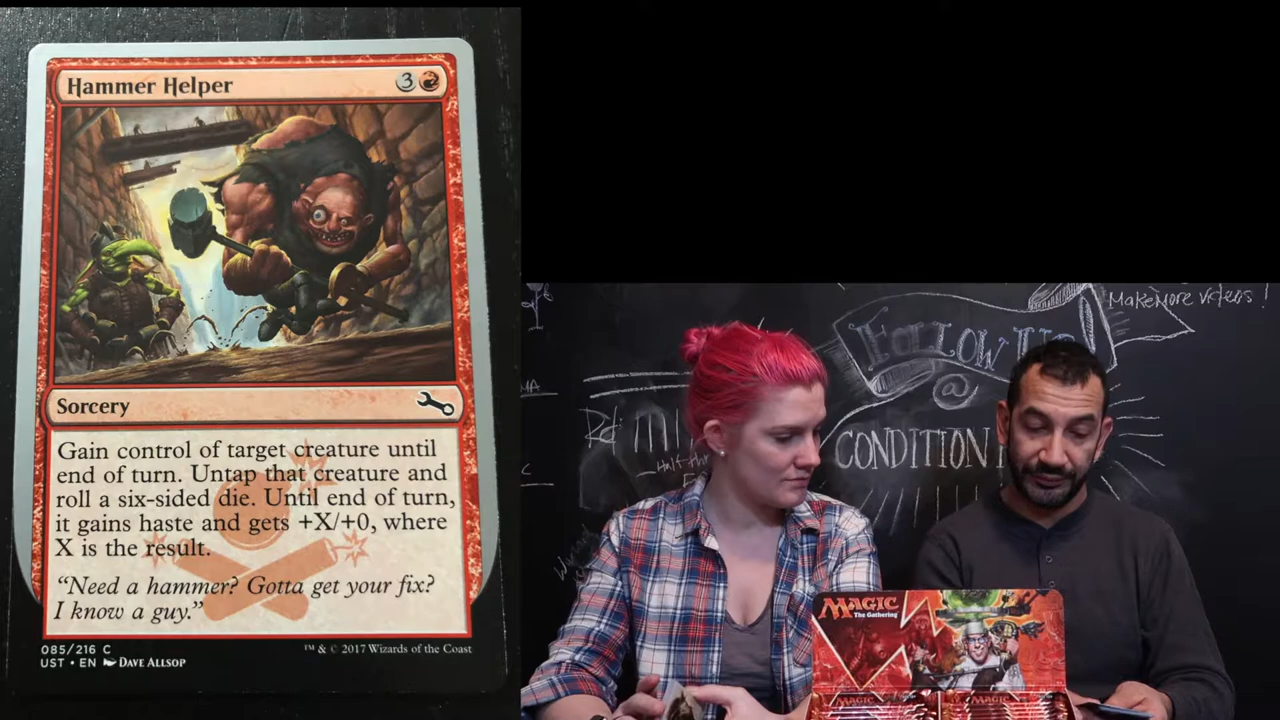 Hammer Helper
3
Sorcery
Gain control of target creature until
end of turn. Untap that creature and
roll a six-sided die. Until end of turn,
it gains haste and gets +X/+0, where
X is the result.
“Need a hammer? Gotta get your fix?
I know a guy.”
085/216 C
UST • EN DAVE ALLSOP
™ & © 2017 Wizards of the Coast
Make More Videos!
FOLLOW US
@
CONDITION
MAGIC
The Gathering
MAGIC
MAGIC